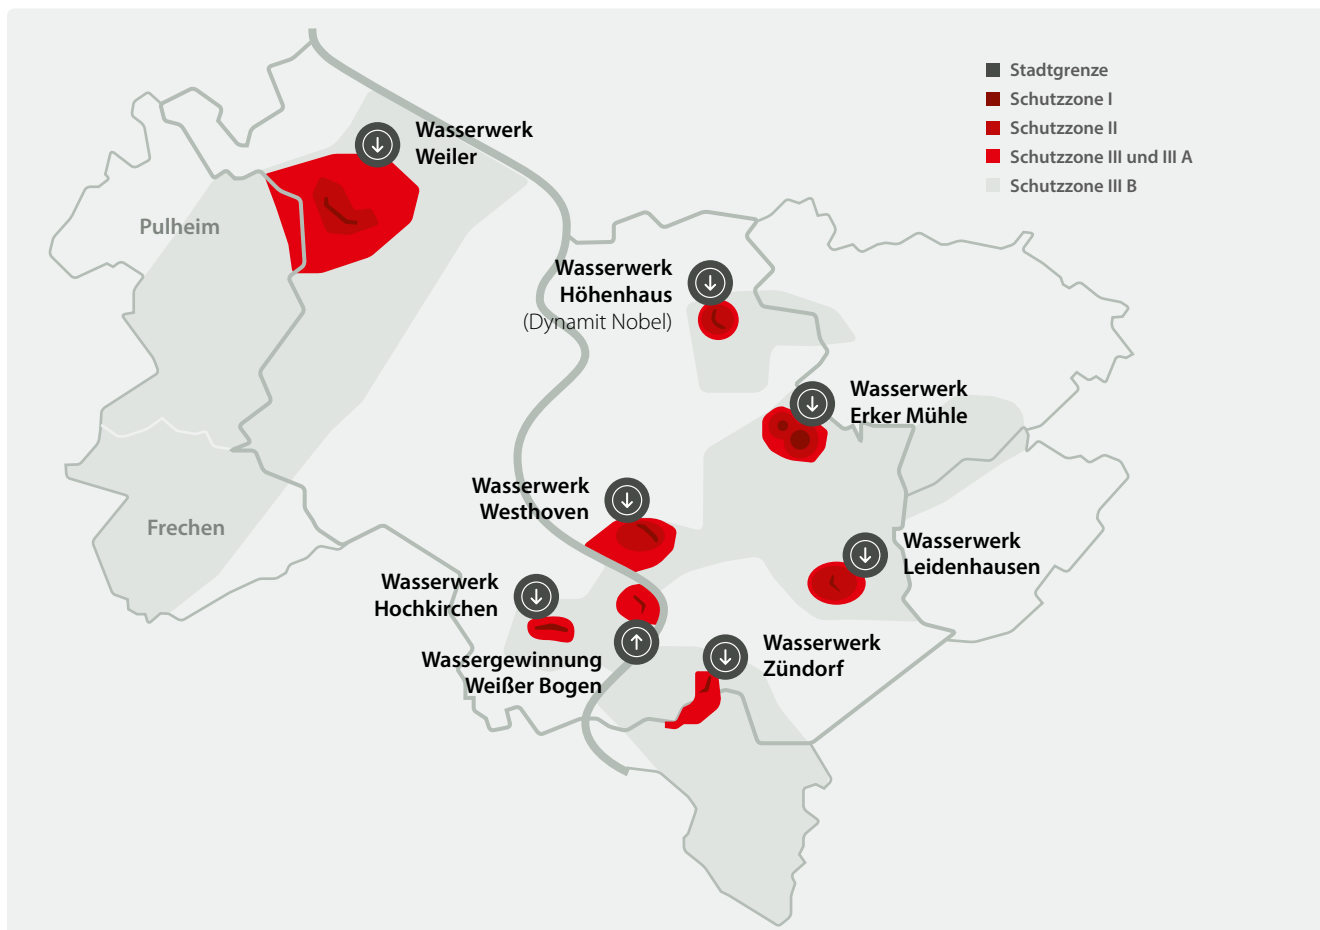 Stadtgrenze
Schutzzone I
Schutzzone II
Schutzzone III und III A
Schutzzone III B
Wasserwerk
Weiler
Pulheim
Wasserwerk
Höhenhaus
(Dynamit Nobel)
Wasserwerk
Erker Mühle
Wasserwerk
Westhoven
Frechen
Wasserwerk
Leidenhausen
Wasserwerk
Hochkirchen
Wassergewinnung
Weißer Bogen
Wasserwerk
Zündorf